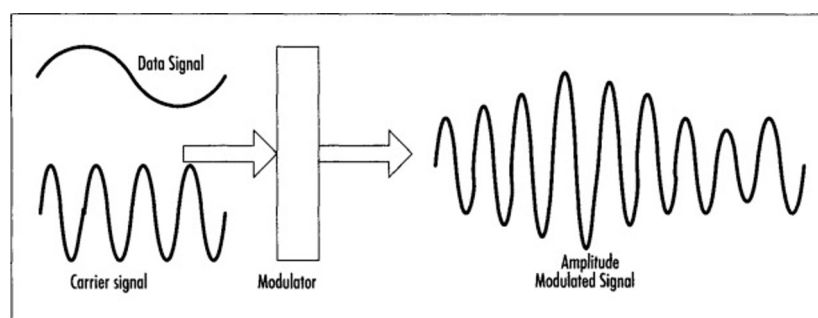 Data Signal
Carrier signal
Modulator
Amplitude
Modulated Signal